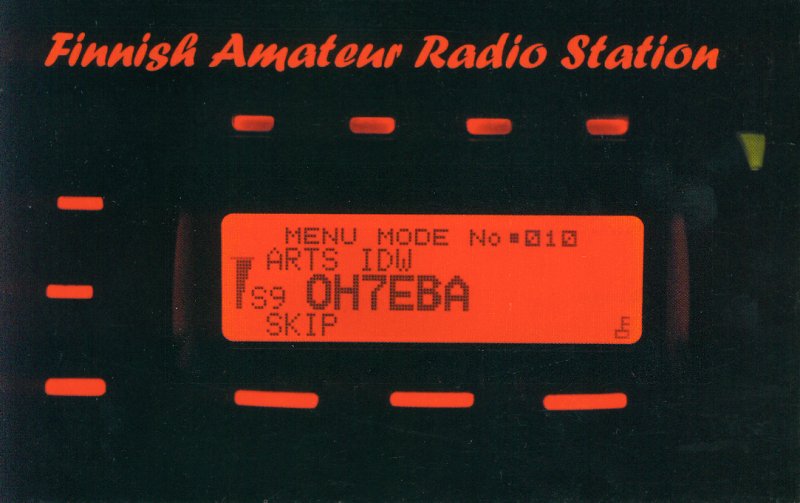 Finnish Amateur Radio Station
MENU MODE No.010
ARTS IDW
S9 OH7EBA
SKIP